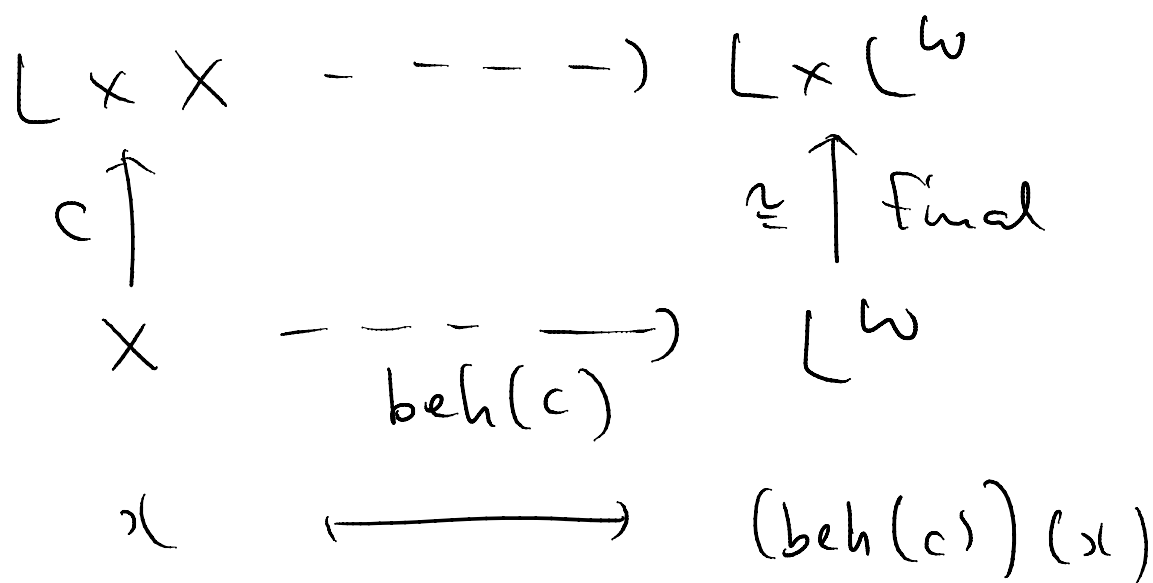 L × X ----) L × L^ω
c ↑ ≅ ↑ Final
X ----) L^ω
beh(c)
x ⟼ (beh(c))(x)